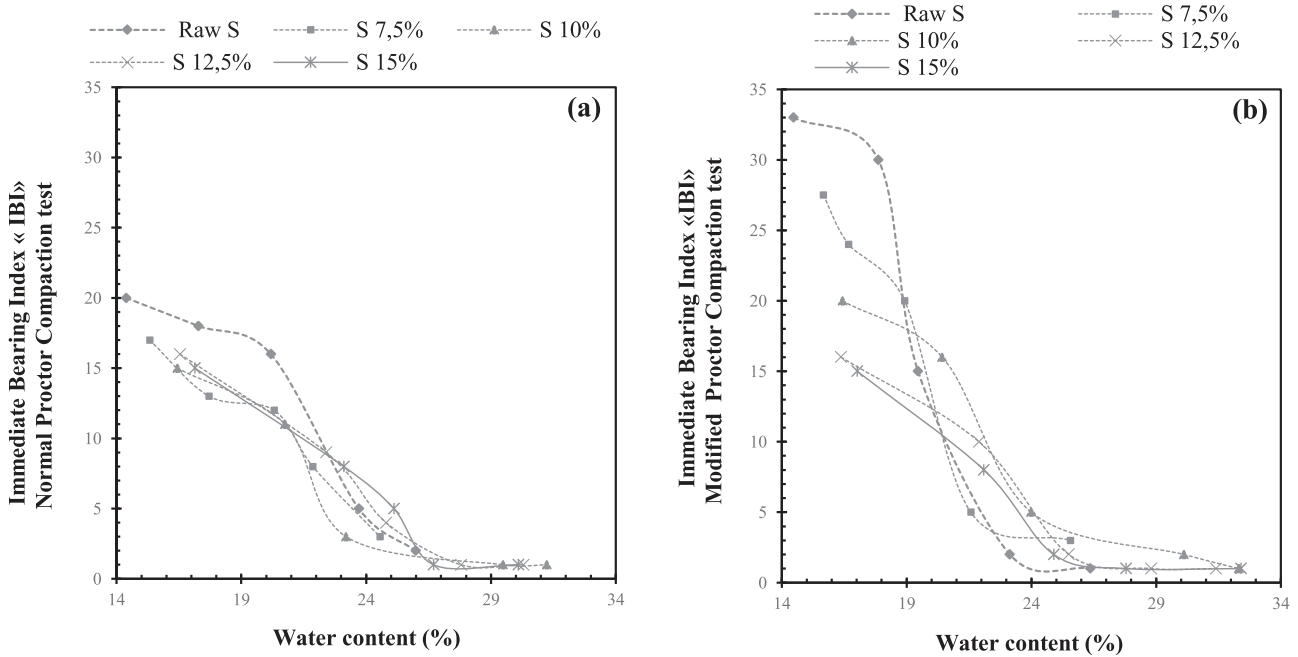 Raw S
S 7,5%
S 10%
S 12,5%
S 15%
(a)
35
30
25
20
15
10
5
0
14
19
24
29
34
Immediate Bearing Index « IBI»
Normal Proctor Compaction test
Water content (%)
Raw S
S 7,5%
S 10%
S 12,5%
S 15%
(b)
35
30
25
20
15
10
5
0
14
19
24
29
34
Immediate Bearing Index «IBI»
Modified Proctor Compaction test
Water content (%)